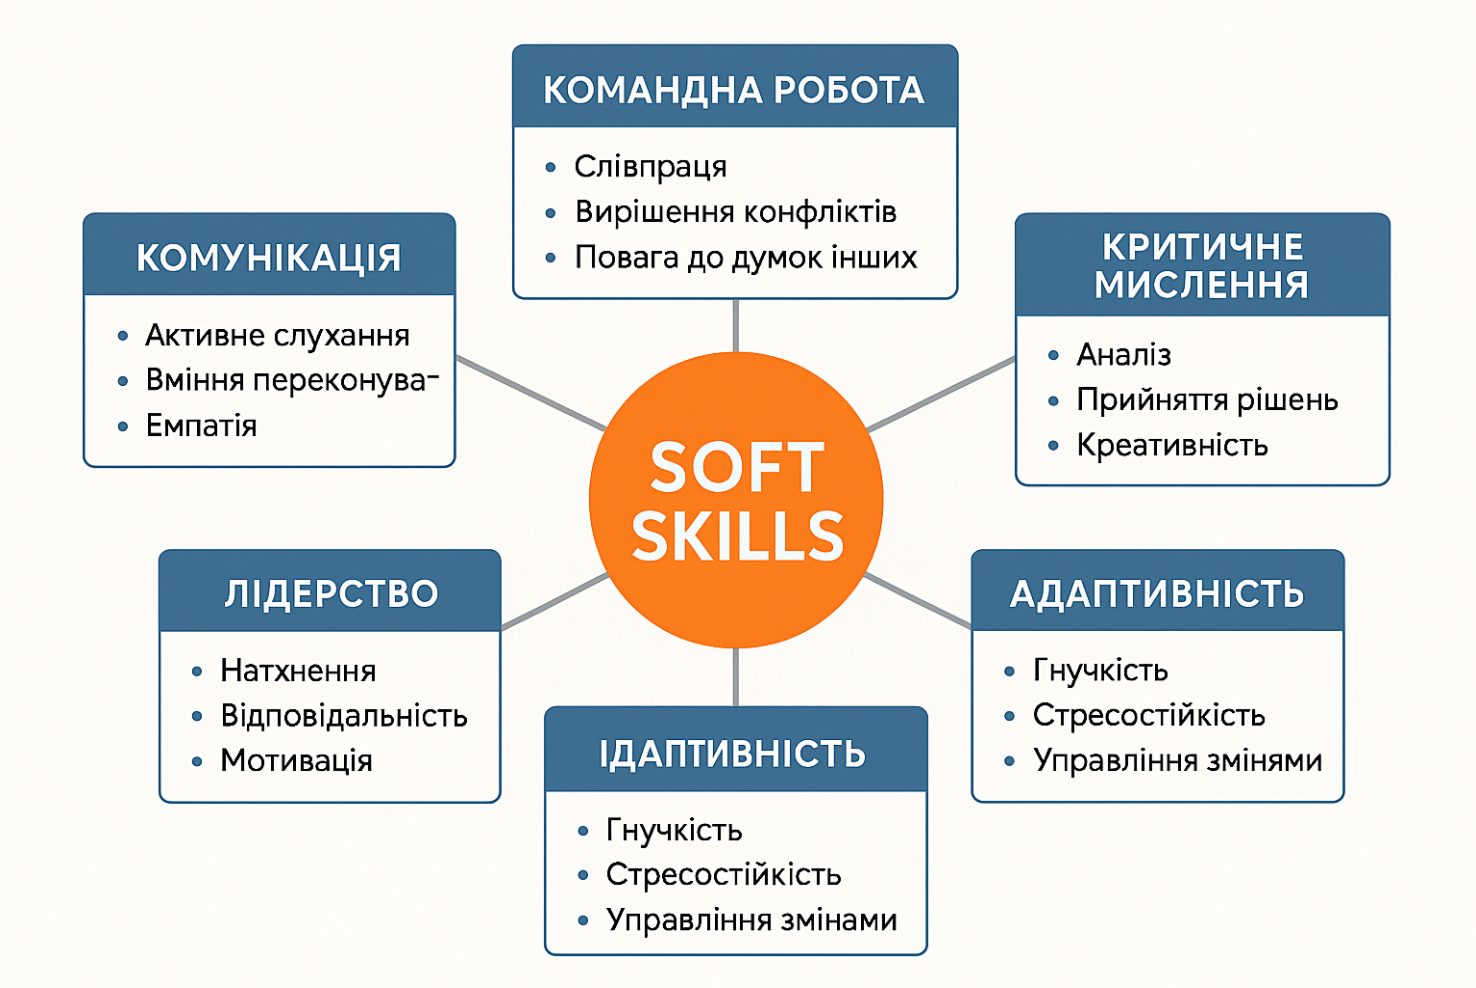 КОМАНДНА РОБОТА
Слівпраця
Вирішення конфліктів
Повага до думок інших
КОМУНІКАЦІЯ
Активне слухання
Вміння переконува-
Емпатія
КРИТИЧНЕ
МИСЛЕННЯ
Аналіз
Прийняття рішень
Креативність
SOFT
SKILLS
ЛІДЕРСТВО
Натхнення
Відповідальність
Мотивація
АДАПТИВНІСТЬ
Гнучкість
Стресостійкість
Управління змінями
ІДАПТИВНІСТЬ
Гнучкість
Стресостійкість
Управління змінами